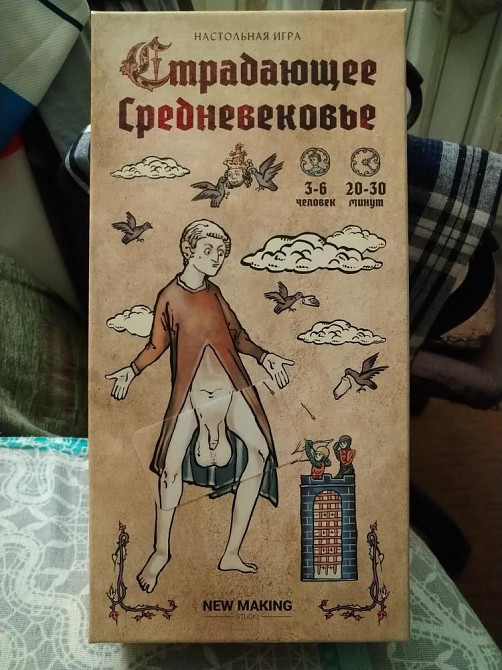 НАСТОЛЬНАЯ ИГРА
Страдающее
Средневековье
3-6 20-30
человек минут
NEW MAKING
STUDIO